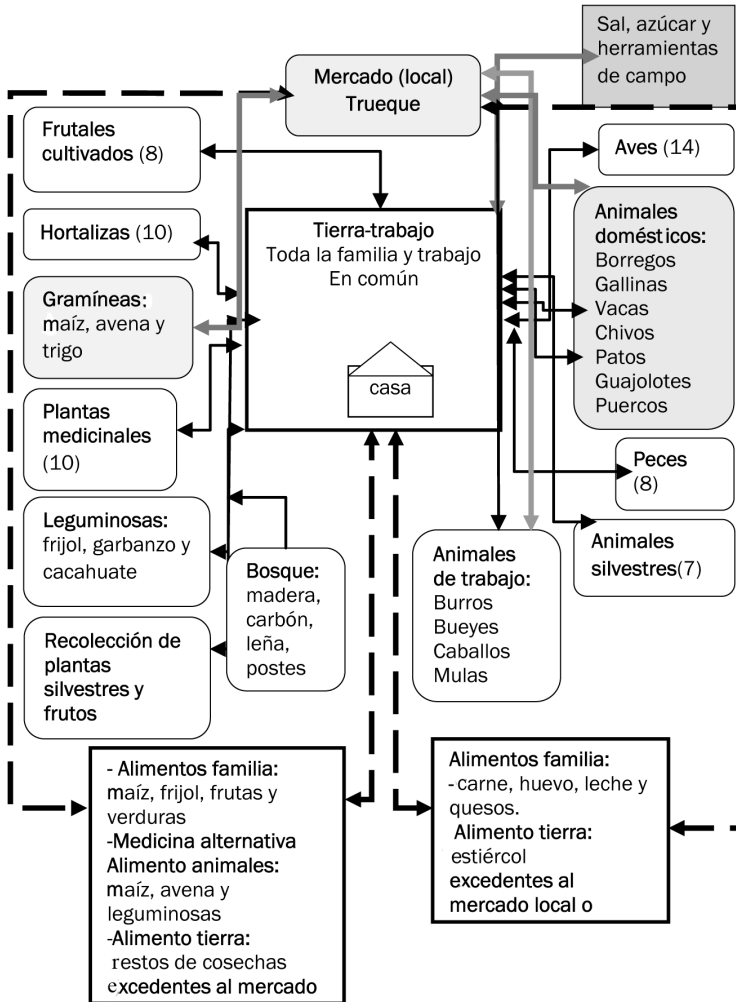 Sal, azúcar y
herramientas
de campo
Mercado (local)
Trueque
Frutales
cultivados (8)
Aves (14)
Hortalizas (10)
Tierra-trabajo
Toda la familia y trabajo
En común
casa
Animales
domésticos:
Borregos
Gallinas
Vacas
Chivos
Patos
Guajolotes
Puercos
Gramíneas:
maíz, avena y
trigo
Plantas
medicinales
(10)
Peces
(8)
Leguminosas:
frijol, garbanzo y
cacahuate
Bosque:
madera,
carbón,
leña,
postes
Animales
de trabajo:
Burros
Bueyes
Caballos
Mulas
Animales
silvestres(7)
Recolección de
plantas
silvestres y
frutos
- Alimentos familia:
maíz, frijol, frutas y
verduras
-Medicina alternativa
Alimento animales:
maíz, avena y
leguminosas
-Alimento tierra:
restos de cosechas
excedentes al mercado
Alimentos familia:
-carne, huevo, leche y
quesos.
Alimento tierra:
estiércol
excedentes al
mercado local o